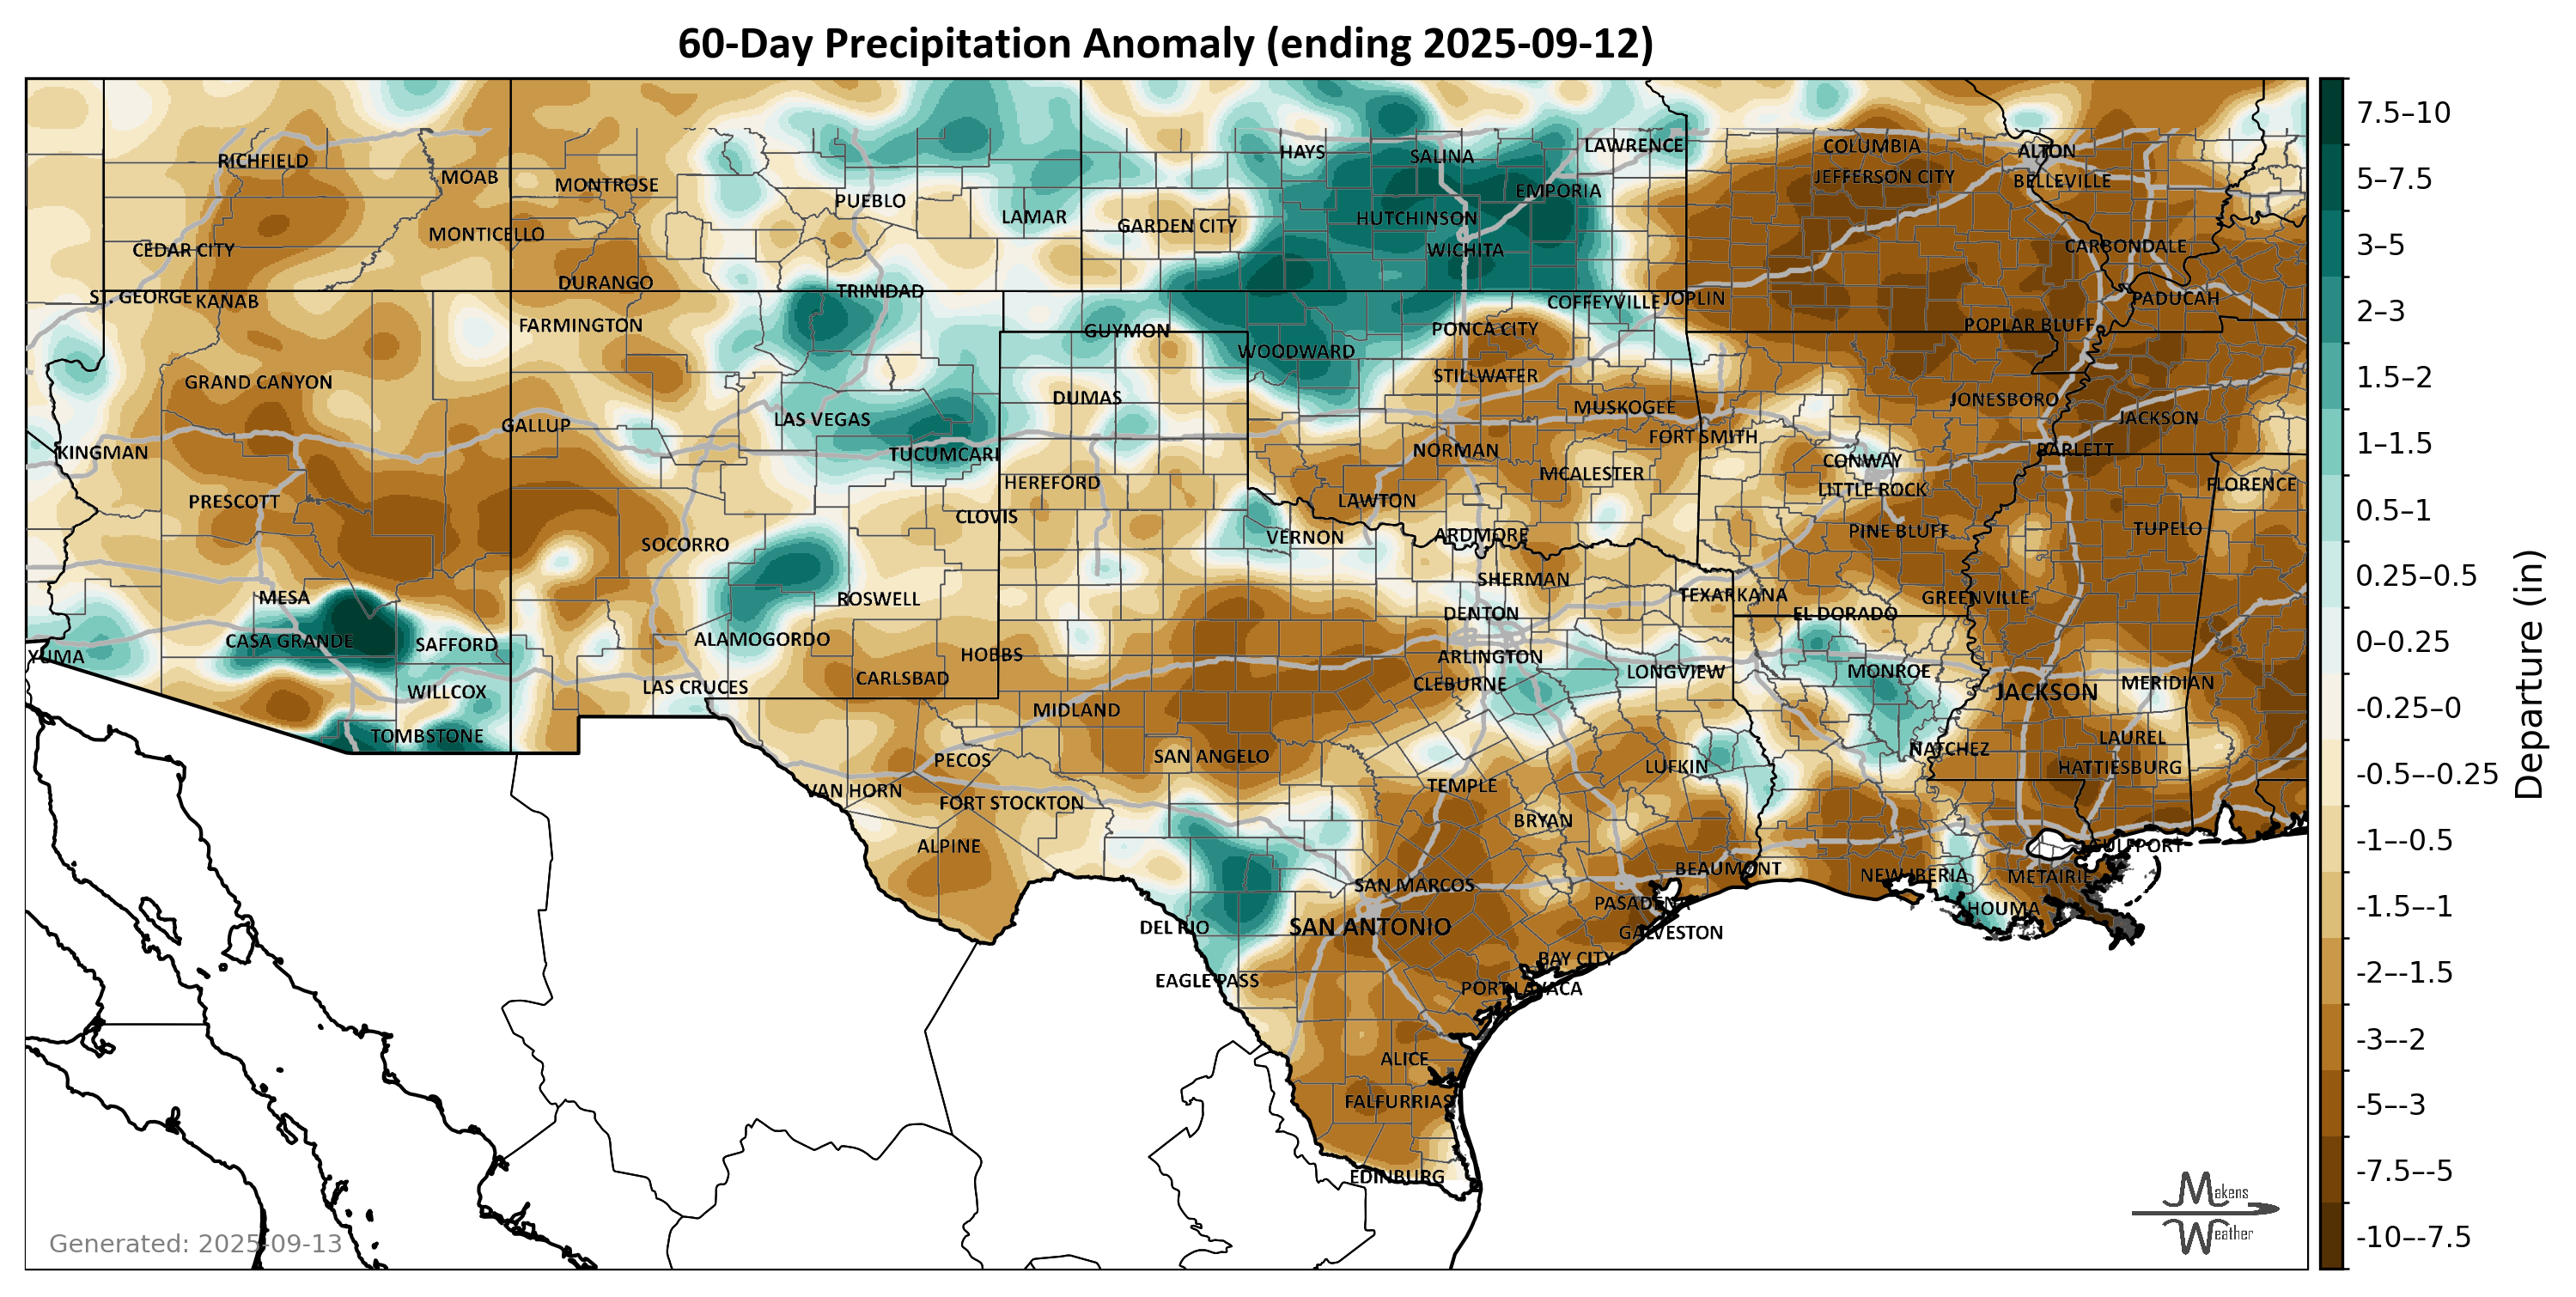 60-Day Precipitation Anomaly (ending 2025-09-12)
RICHFIELD
MOAB
MONTROSE
PUEBLO
LAMAR
HAYS
SALINA
LAWRENCE
COLUMBIA
ALTON
JEFFERSON CITY
BELLEVILLE
EMPORIA
CEDAR CITY
MONTICELLO
GARDEN CITY
HUTCHINSON
WICHITA
CARBONDALE
DURANGO
TRINIDAD
ST. GEORGE
KANAB
COFFEYVILLE
JOPLIN
PADUCAH
FARMINGTON
GUYMON
PONCA CITY
POPLAR BLUFF
WOODWARD
GRAND CANYON
DUMAS
STILLWATER
MUSKOGEE
JONESBORO
JACKSON
GALLUP
LAS VEGAS
FORT SMITH
KINGMAN
TUCUMCARI
NORMAN
BARLETT
CONWAY
PRESCOTT
HEREFORD
LAWTON
MCALESTER
LITTLE ROCK
FLORENCE
CLOVIS
SOCORRO
VERNON
ARDMORE
PINE BLUFF
TUPELO
SHERMAN
MESA
ROSWELL
DENTON
TEXARKANA
EL DORADO
GREENVILLE
CASA GRANDE
SAFFORD
ALAMOGORDO
YUMA
HOBBS
ARLINGTON
LONGVIEW
MONROE
WILLCOX
LAS CRUCES
CARLSBAD
CLEBURNE
JACKSON
MERIDIAN
MIDLAND
TOMBSTONE
PECOS
SAN ANGELO
LUFKIN
NATCHEZ
LAUREL
HATTIESBURG
VAN HORN
FORT STOCKTON
TEMPLE
BRYAN
ALPINE
GULFPORT
SAN MARCOS
BEAUMONT
NEW IBERIA
METAIRIE
PASADENA
HOUMA
DEL RIO
SAN ANTONIO
GALVESTON
EAGLE PASS
BAY CITY
PORT LAVACA
ALICE
FALFURRIAS
EDINBURG
Generated: 2025-09-13
Makens
Weather
7.5–10
5–7.5
3–5
2–3
1.5–2
1–1.5
0.5–1
0.25–0.5
0–0.25
-0.25–0
-0.5–-0.25
-1–-0.5
-1.5–-1
-2–-1.5
-3–-2
-5–-3
-7.5–-5
-10–-7.5
Departure (in)